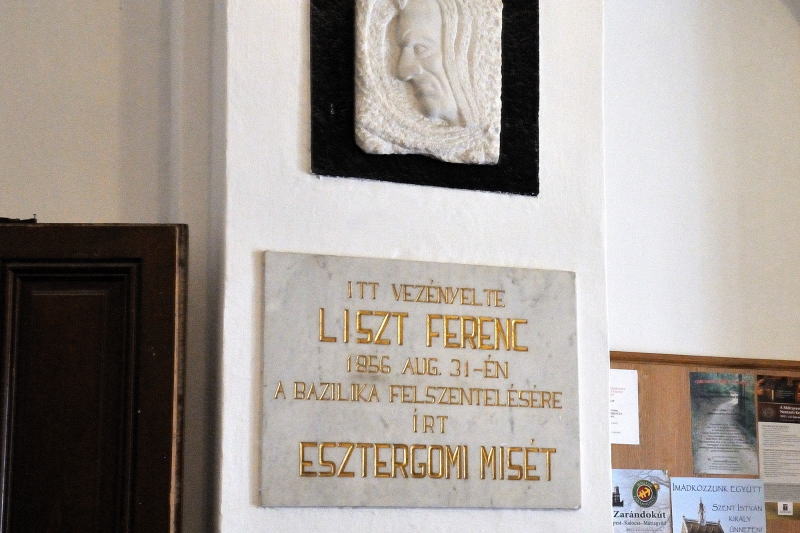 ITT VEZÉNYELTE
LISZT FERENC
1856 AUG. 31-ÉN
A BAZILIKA FELSZENTELÉSÉRE
ÍRT
ESZTERGOMI MISÉT
Zarándokút
IMÁDKOZZUNK EGYÜTT
SZENT ISTVÁN
KIRÁLY
ÜNNEPÉN!